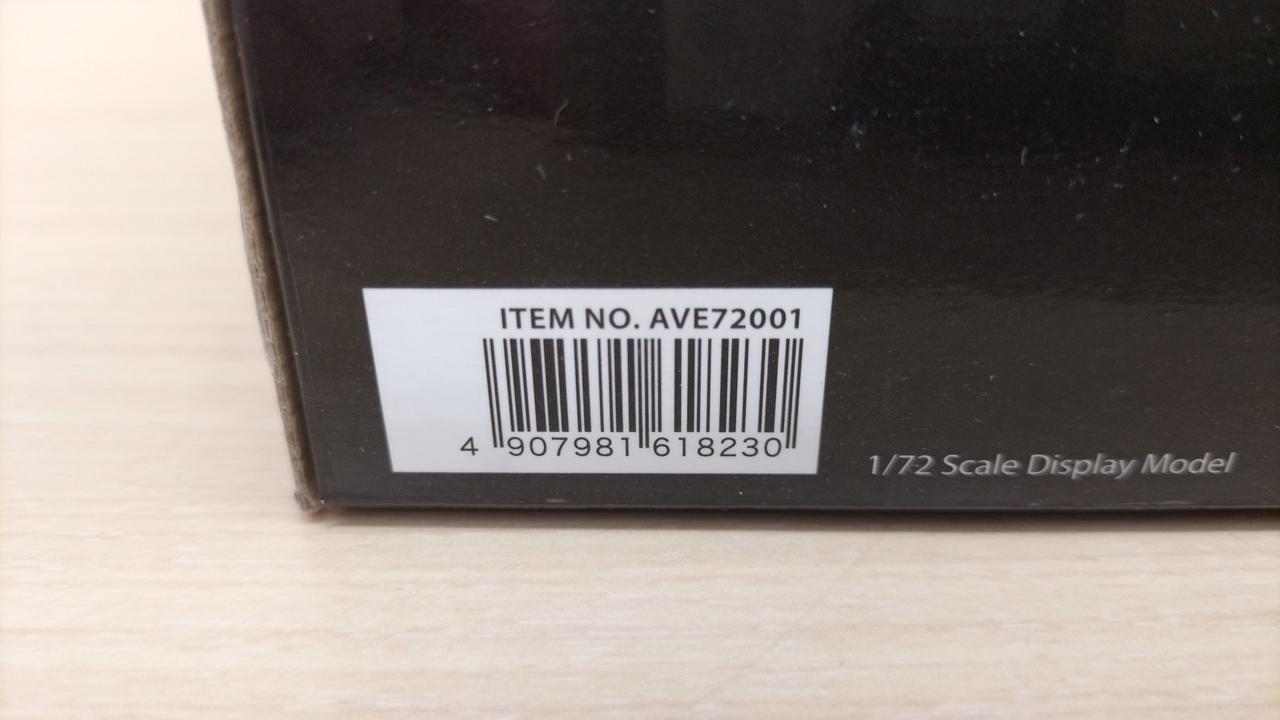 ITEM NO. AVE72001
4 907981 618230
1/72 Scale Display Model